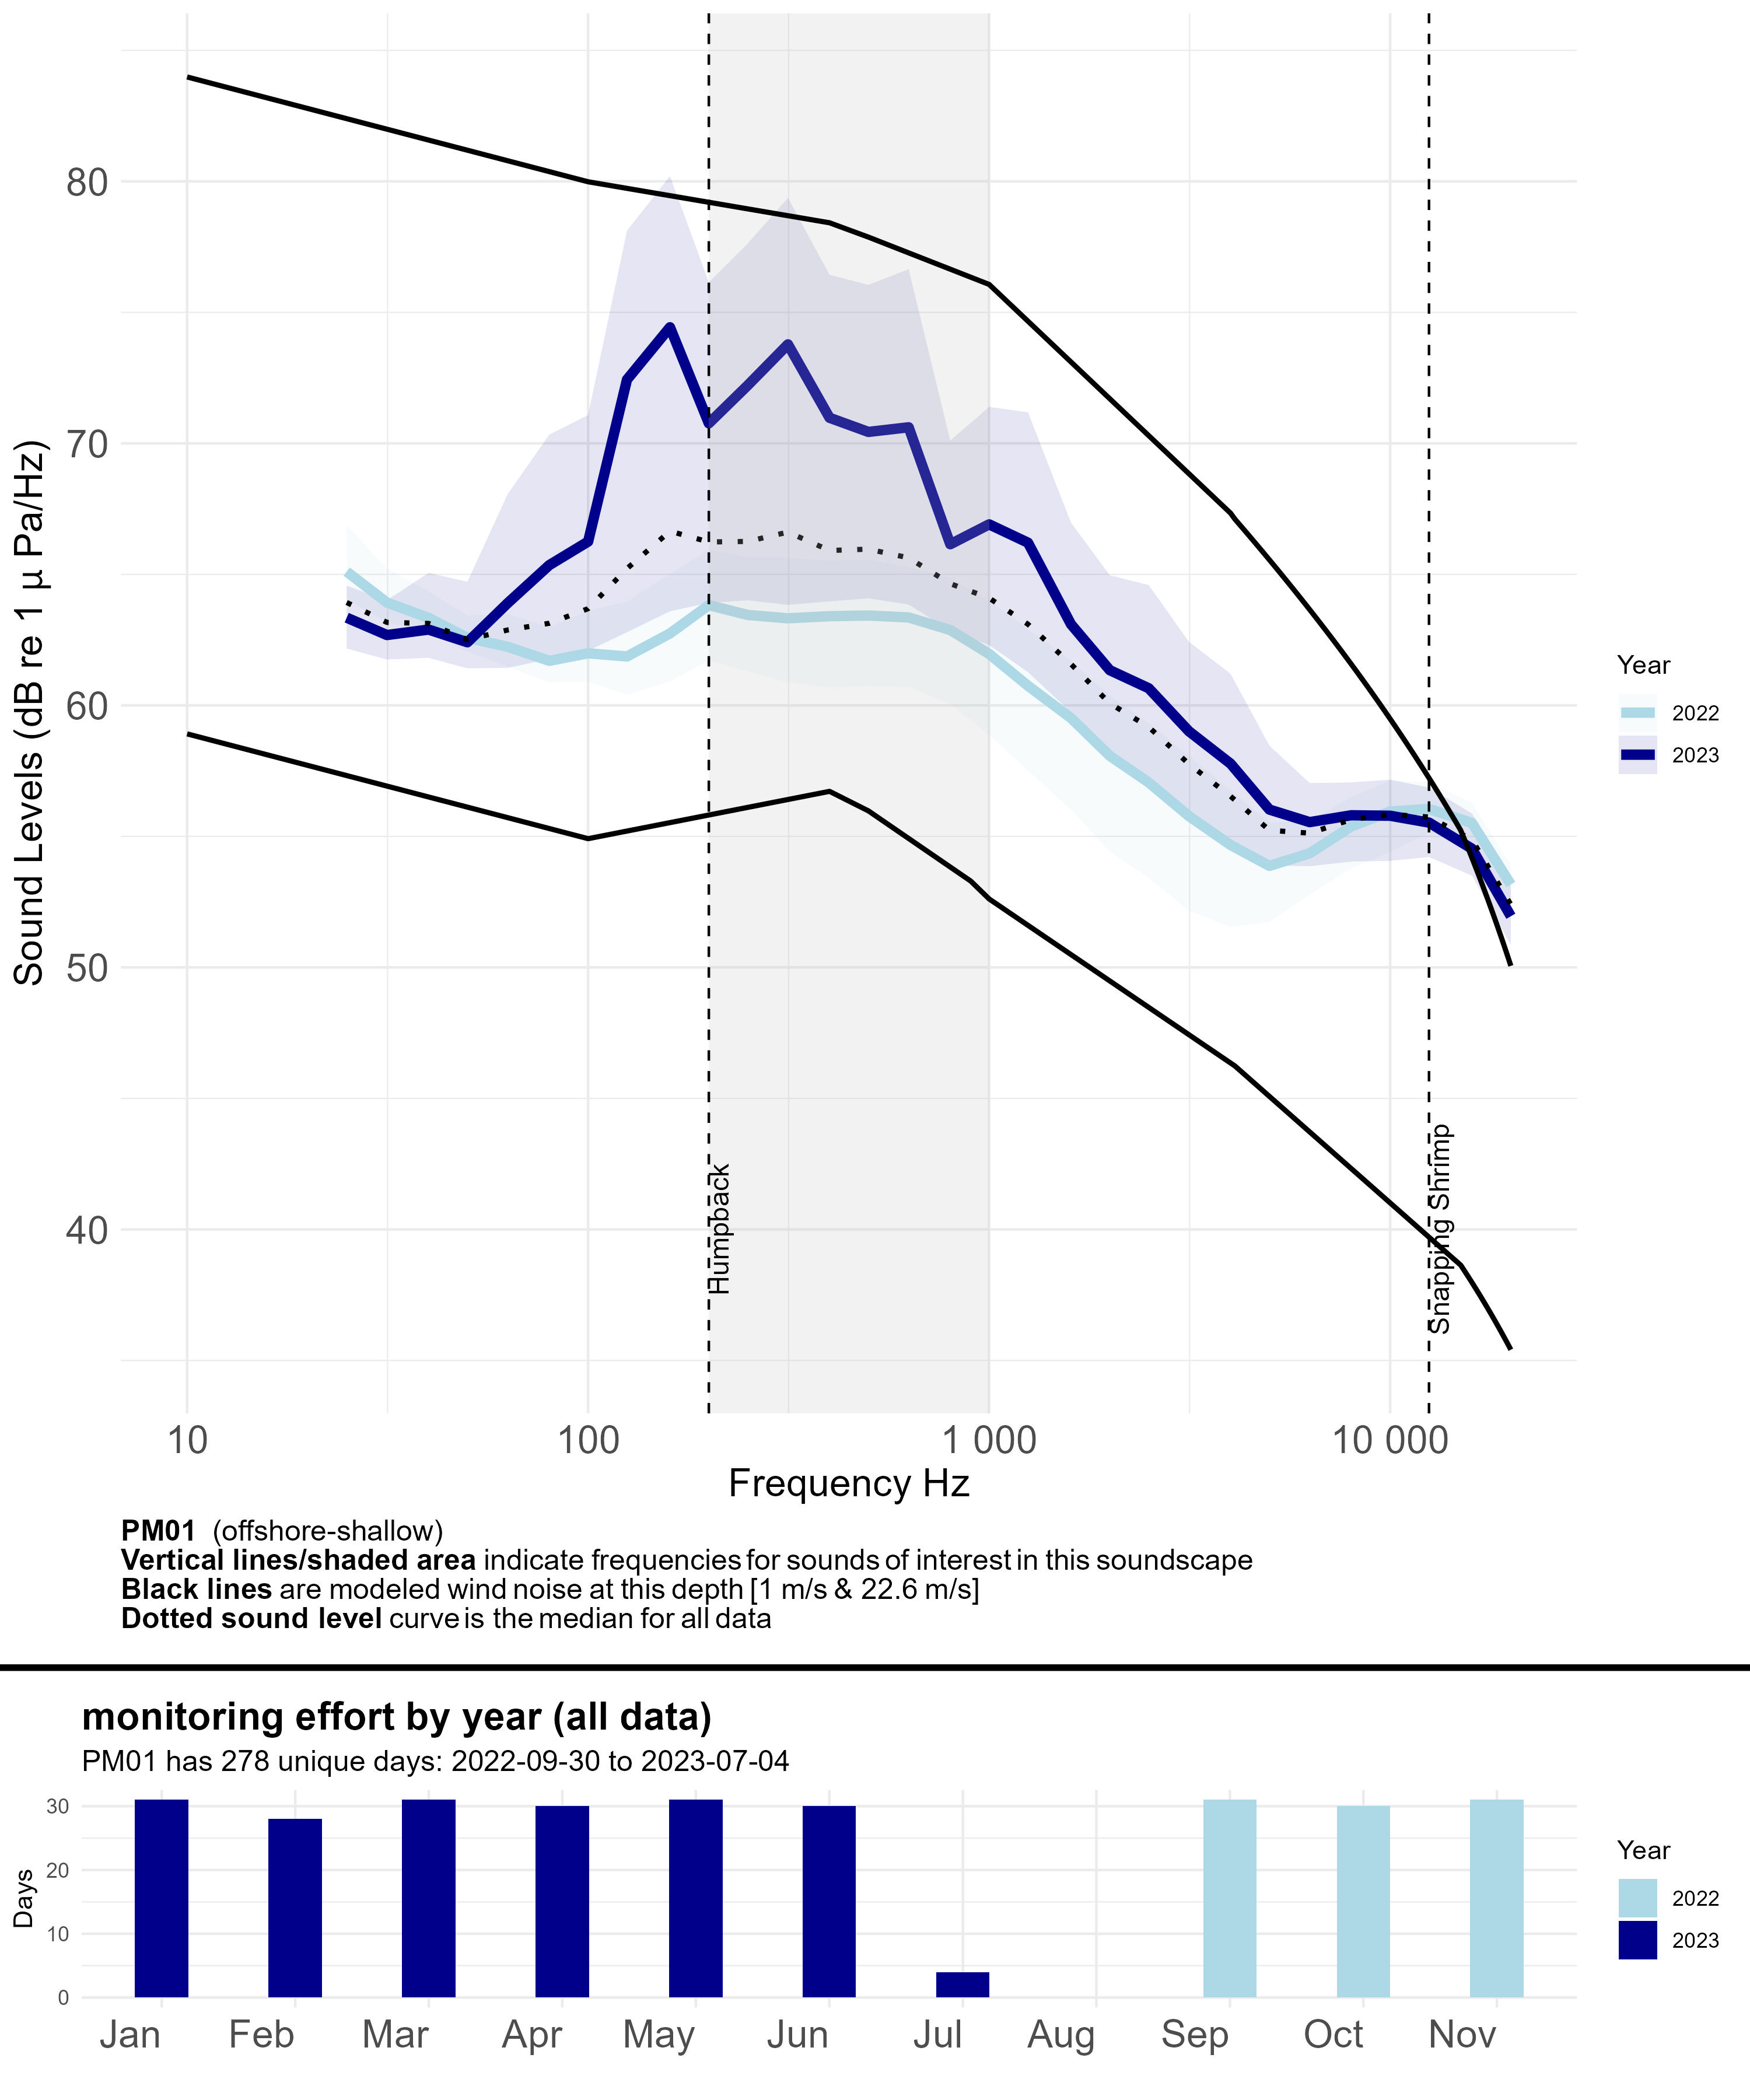 80
70
60
50
40
Sound Levels (dB re 1 µ Pa/Hz)
Humpback
Snapping Shrimp
10
100
1 000
10 000
Frequency Hz
Year
2022
2023
PM01 (offshore-shallow)
Vertical lines/shaded area indicate frequencies for sounds of interest in this soundscape
Black lines are modeled wind noise at this depth [1 m/s & 22.6 m/s]
Dotted sound level curve is the median for all data
monitoring effort by year (all data)
PM01 has 278 unique days: 2022-09-30 to 2023-07-04
30
20
10
0
Days
Jan
Feb
Mar
Apr
May
Jun
Jul
Aug
Sep
Oct
Nov
Year
2022
2023